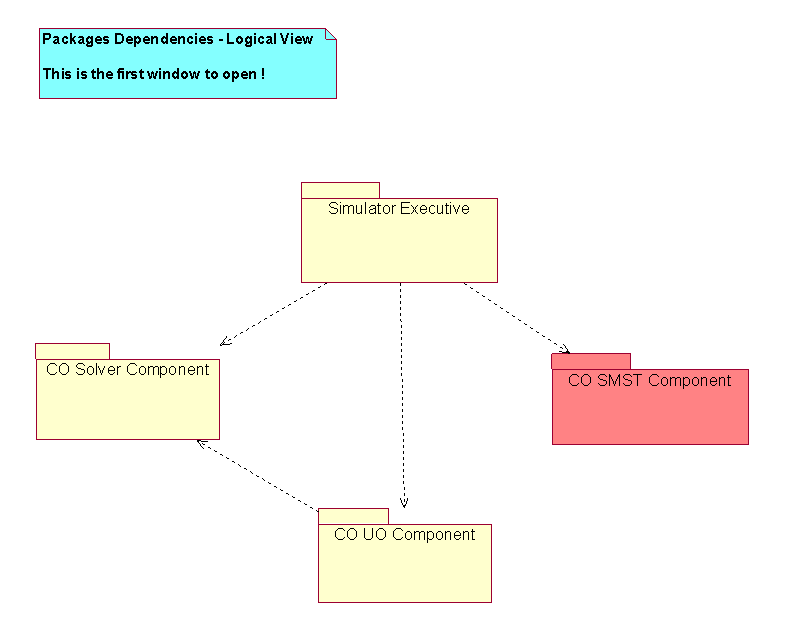 Packages Dependencies - Logical View
This is the first window to open !
Simulator Executive
CO Solver Component
CO SMST Component
CO UO Component